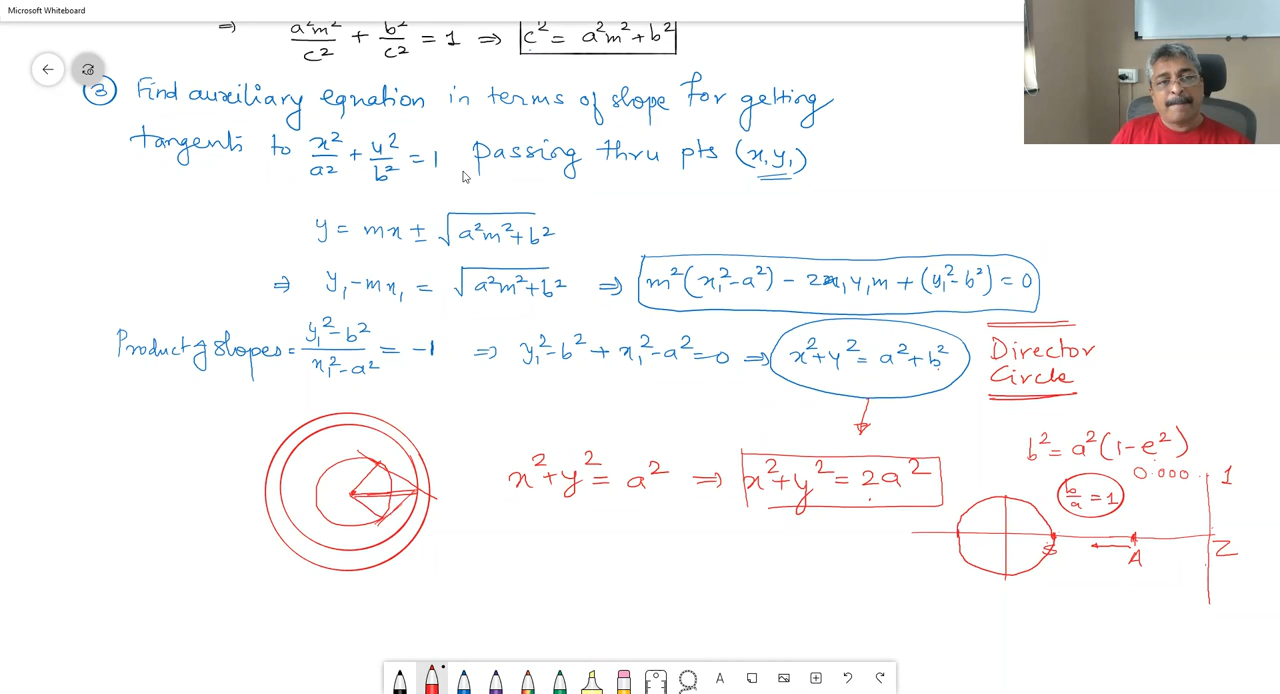 Microsoft Whiteboard
⇒ a²m²/c² + b²/c² = 1 ⇒ c² = a²m² + b²
③ Find auxiliary equation in terms of slope for getting
tangents to x²/a² + y²/b² = 1 passing thru pts (x₁y₁)
y = mx ± √(a²m² + b²)
⇒ y₁ - mx₁ = √(a²m² + b²) ⇒ m²(x₁² - a²) - 2x₁y₁m + (y₁² - b²) = 0
Product of slopes = (y₁² - b²)/(x₁² - a²) = -1 ⇒ y₁² - b² + x₁² - a² = 0 ⇒ x² + y² = a² + b²
Director
Circle
x² + y² = a² ⇒ x² + y² = 2a²
b² = a²(1 - e²)
0.000..1
b/a = 1
S
A
Z
A